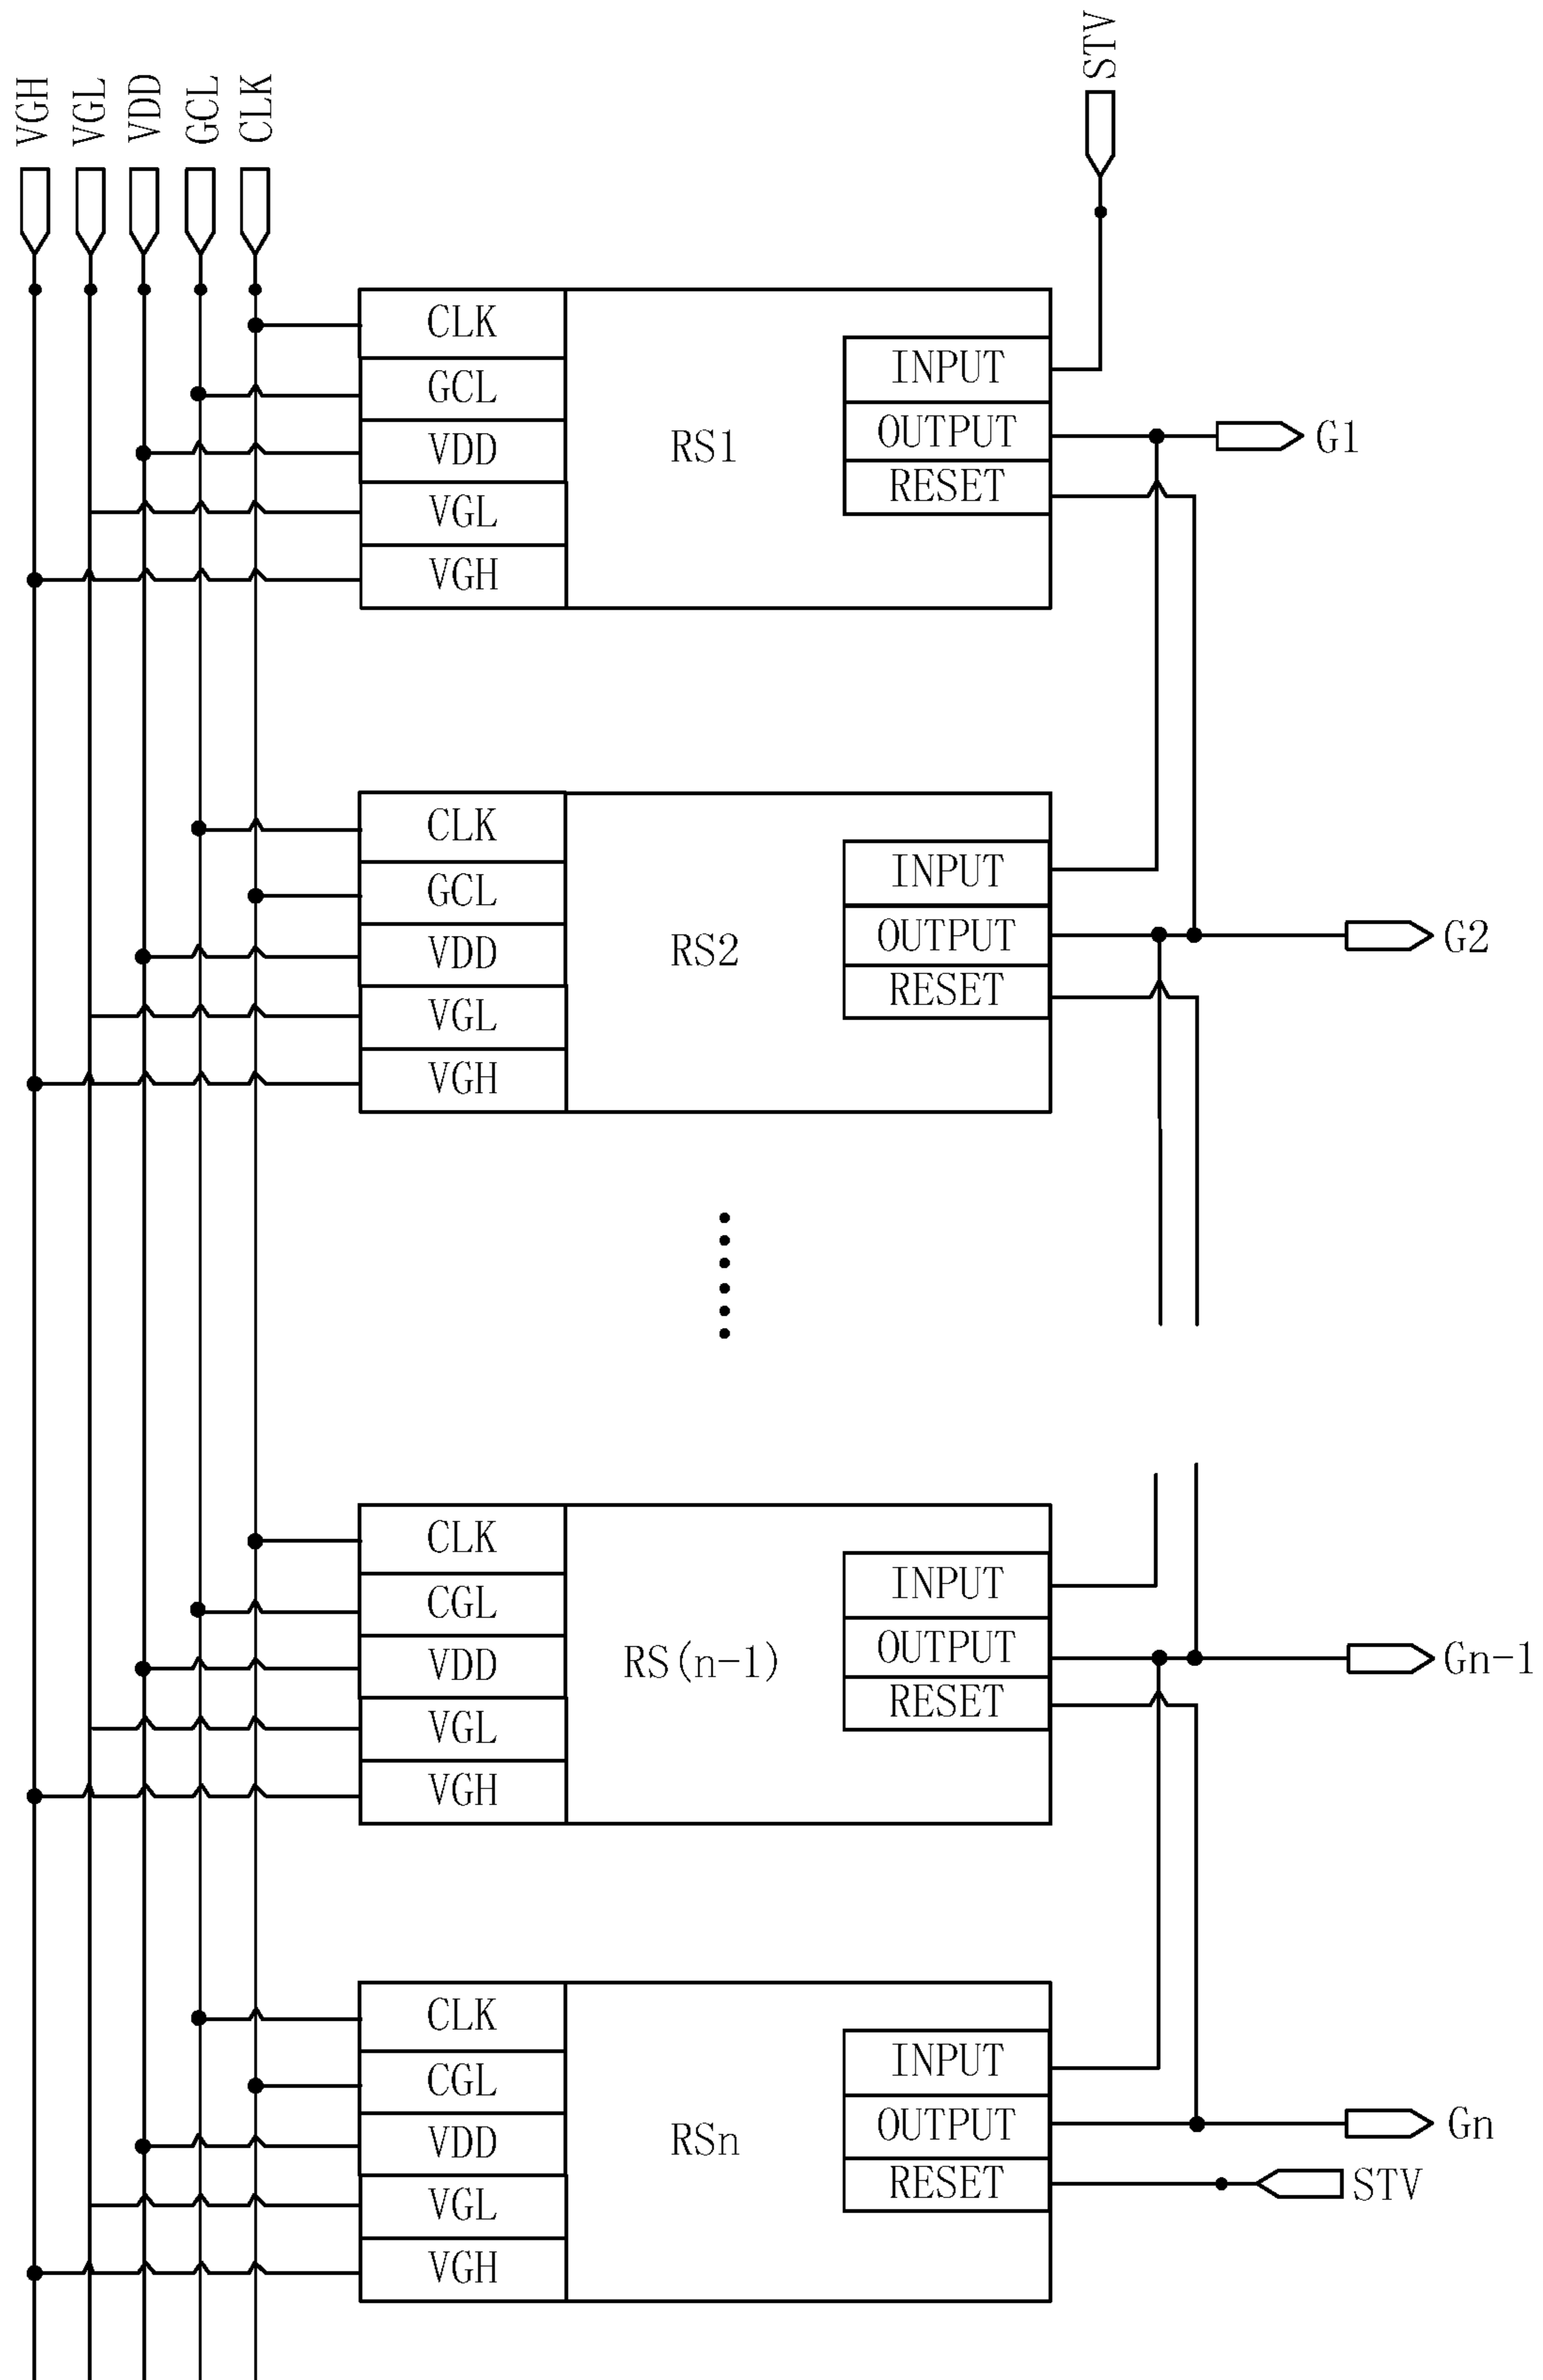 VGH
VGL
VDD
GCL
CLK
STV
CLK
GCL
VDD
VGL
VGH
RS1
INPUT
OUTPUT
RESET
G1
CLK
GCL
VDD
VGL
VGH
RS2
INPUT
OUTPUT
RESET
G2
CLK
CGL
VDD
VGL
VGH
RS(n-1)
INPUT
OUTPUT
RESET
Gn-1
CLK
CGL
VDD
VGL
VGH
RSn
INPUT
OUTPUT
RESET
Gn
STV